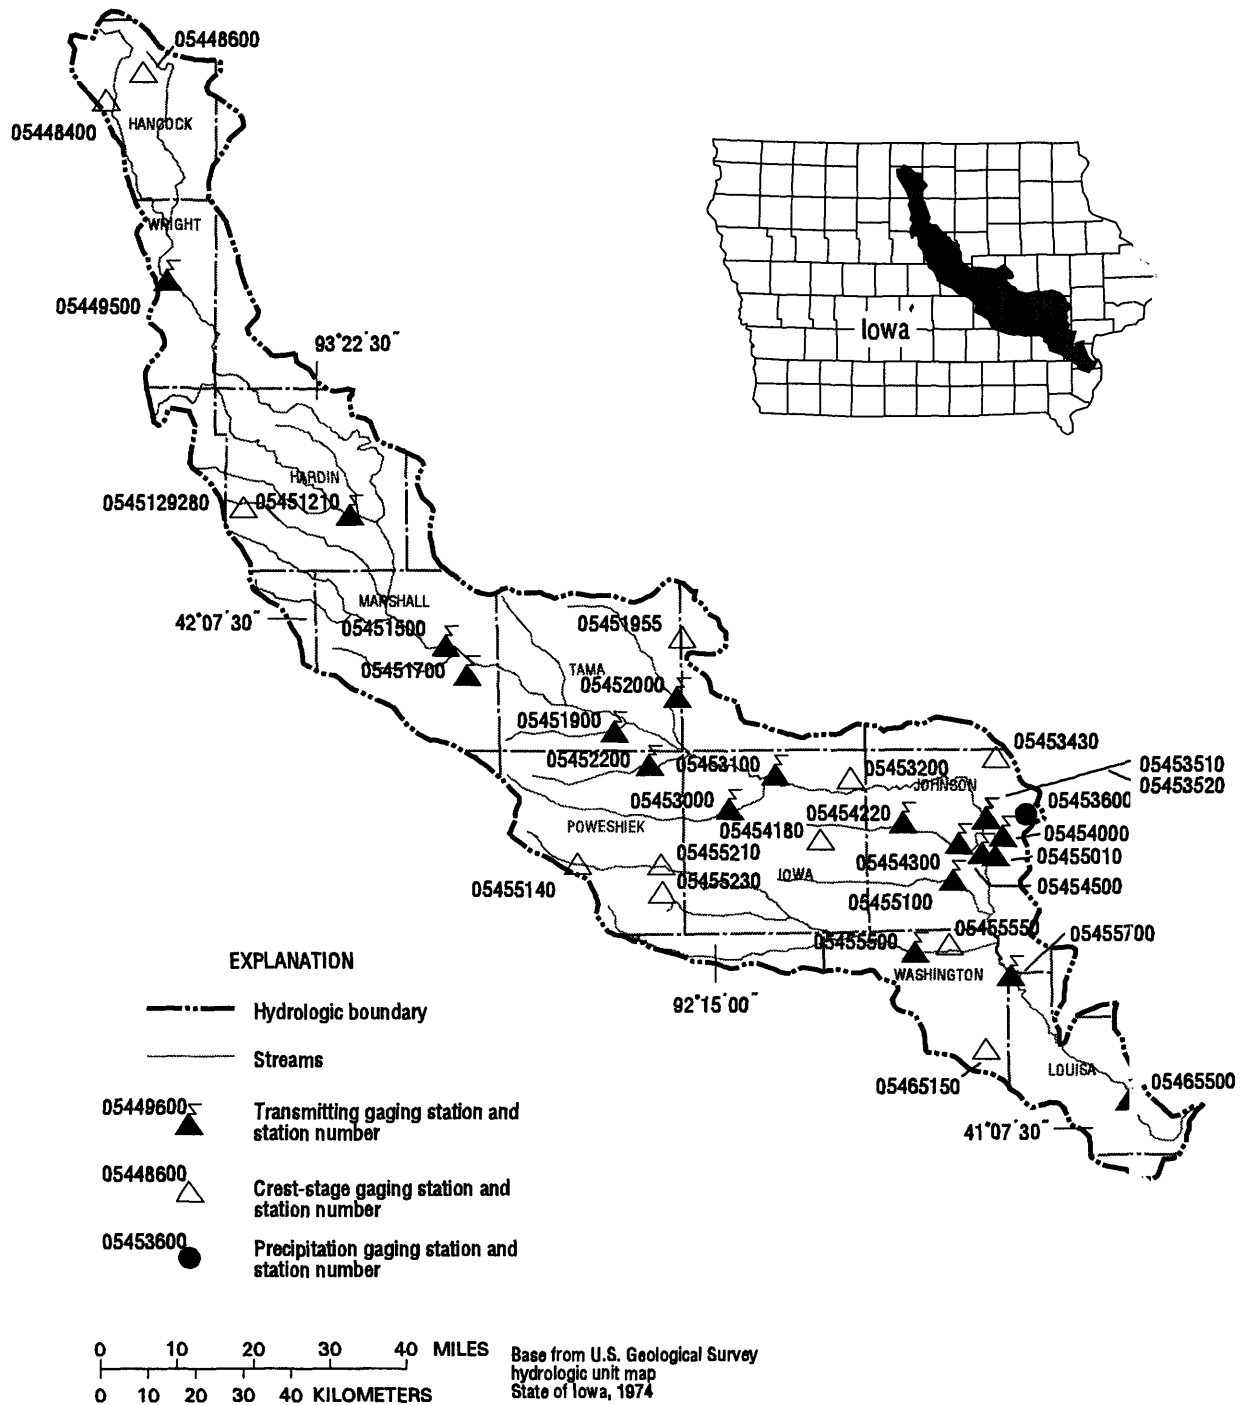 05448600
05448400
HANCOCK
WRIGHT
05449500
93°22'30"
Iowa
HARDIN
0545129280
05451210
MARSHALL
42°07'30"
05451500
05451955
05451700
TAMA
05452000
05451900
05452200
05453100
05453200
05453430
JOHNSON
05453510
05453520
05453000
05454220
05453600
POWESHIEK
05454180
05454000
05455210
05454300
05455010
05455230
IOWA
05454500
05455140
05455100
05455550
05455500
05455700
WASHINGTON
92°15'00"
LOUISA
05465150
05465500
41°07'30"
EXPLANATION
Hydrologic boundary
Streams
05449600
Transmitting gaging station and
station number
05448600
Crest-stage gaging station and
station number
05453600
Precipitation gaging station and
station number
0 10 20 30 40 MILES
0 10 20 30 40 KILOMETERS
Base from U.S. Geological Survey
hydrologic unit map
State of Iowa, 1974